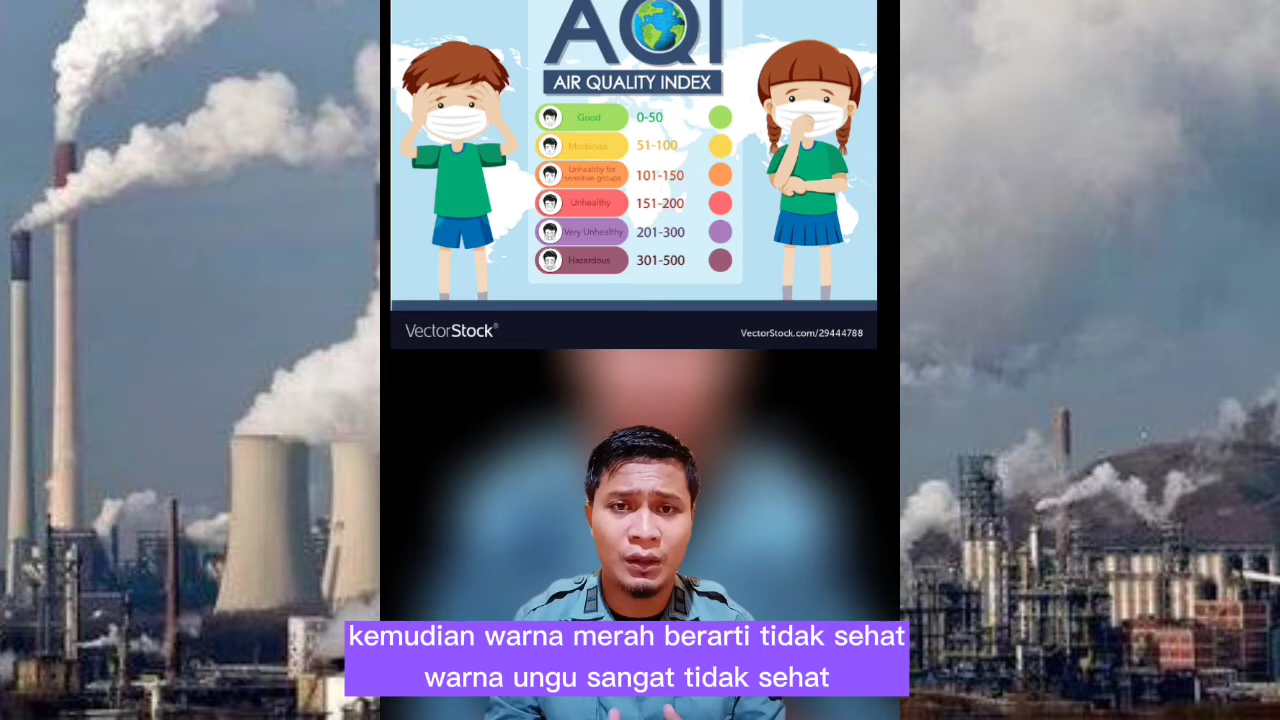 AQI
AIR QUALITY INDEX
Good 0-50
Moderate 51-100
Unhealthy for
sensitive groups 101-150
Unhealthy 151-200
Very Unhealthy 201-300
Hazardous 301-500
VectorStock®
VectorStock.com/29444788
kemudian warna merah berarti tidak sehat
warna ungu sangat tidak sehat